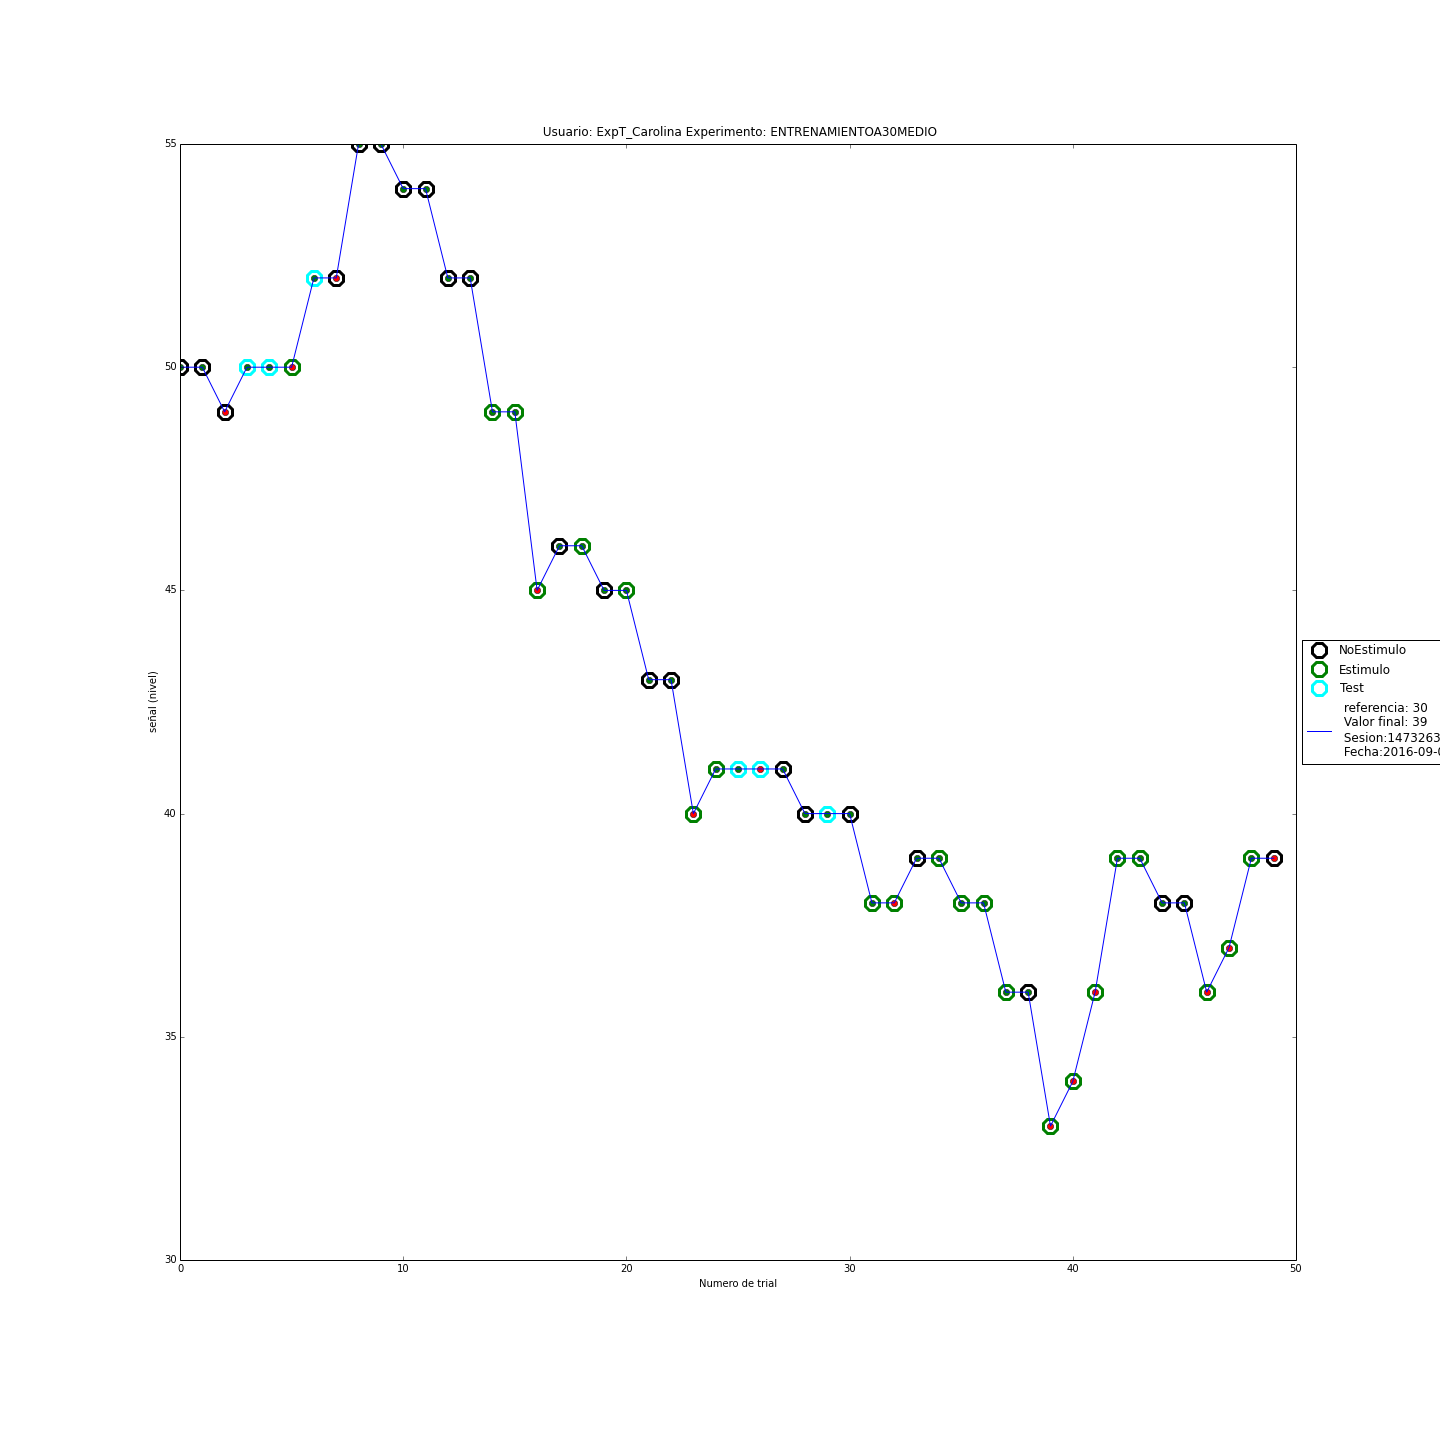 Usuario: ExpT_Carolina Experimento: ENTRENAMIENTOA30MEDIO
55
50
45
40
35
30
señal (nivel)
0 10 20 30 40 50
Numero de trial
NoEstimulo
Estimulo
Test
referencia: 30
Valor final: 39
Sesion:1473263
Fecha:2016-09-0